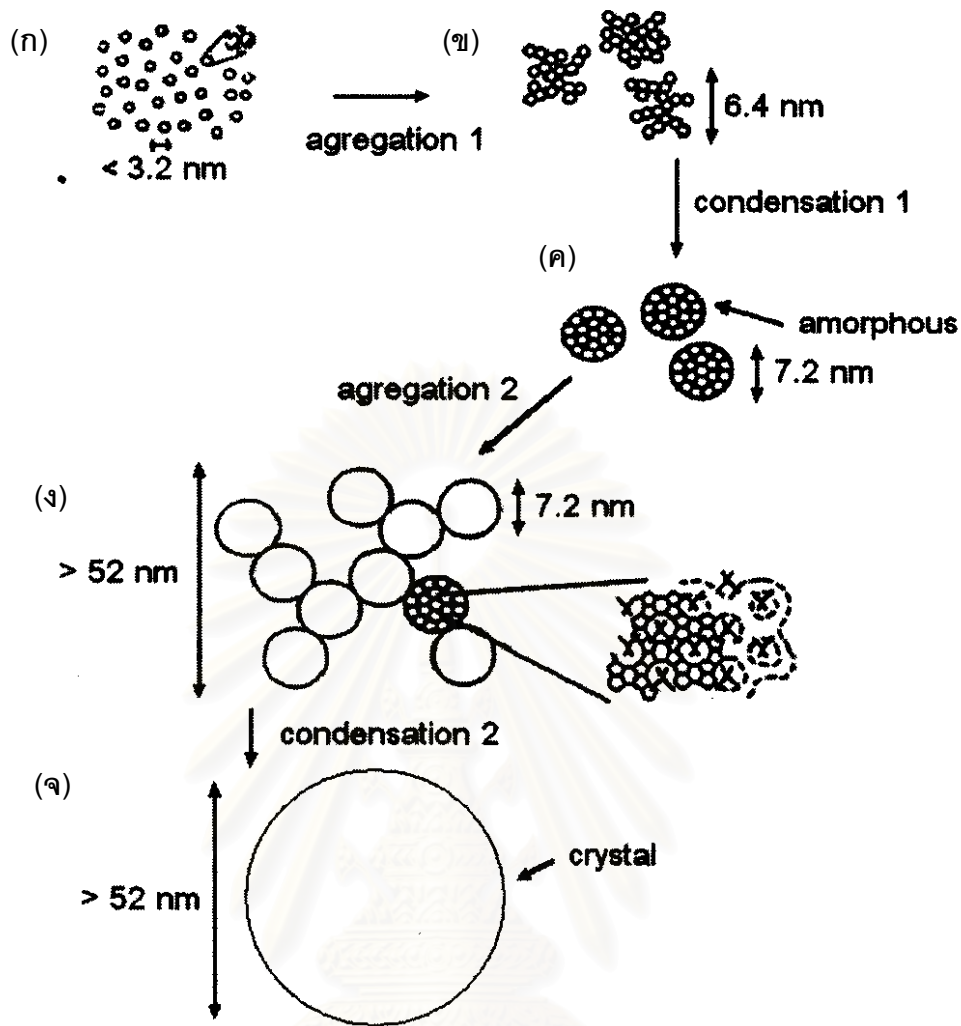 (ก)
(ข)
< 3.2 nm
agregation 1
6.4 nm
condensation 1
(ค)
amorphous
7.2 nm
agregation 2
(ง)
7.2 nm
> 52 nm
condensation 2
(จ)
crystal
> 52 nm